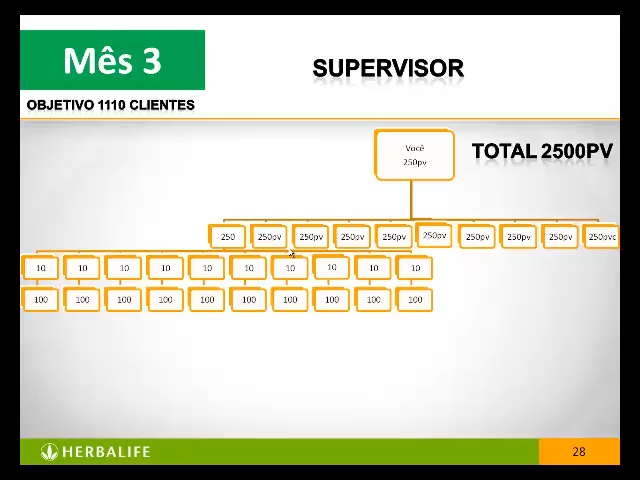 Mês 3
SUPERVISOR
OBJETIVO 1110 CLIENTES
Você
250pv
TOTAL 2500PV
250 250pv 250pv 250pv 250pv 250pv 250pv 250pv 250pv 250pvc
10 10 10 10 10 10 10 10 10 10
100 100 100 100 100 100 100 100 100 100
HERBALIFE
28